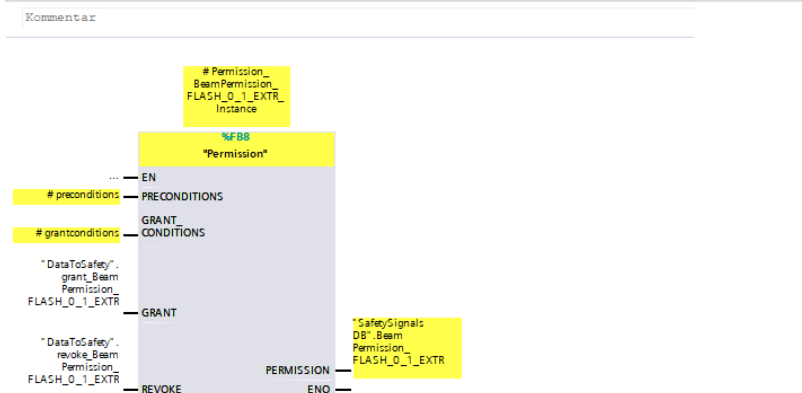 Kommentar
# Permission_
BeamPermission_
FLASH_0_1_EXTR_
Instance
%FB8
"Permission"
... EN
# preconditions PRECONDITIONS
GRANT_
# grantconditions CONDITIONS
"DataToSafety".
grant_Beam
Permission_
FLASH_0_1_EXTR
GRANT
"SafetySignals
DB".Beam
Permission_
FLASH_0_1_EXTR
"DataToSafety".
revoke_Beam
Permission_
FLASH_0_1_EXTR
PERMISSION
REVOKE ENO